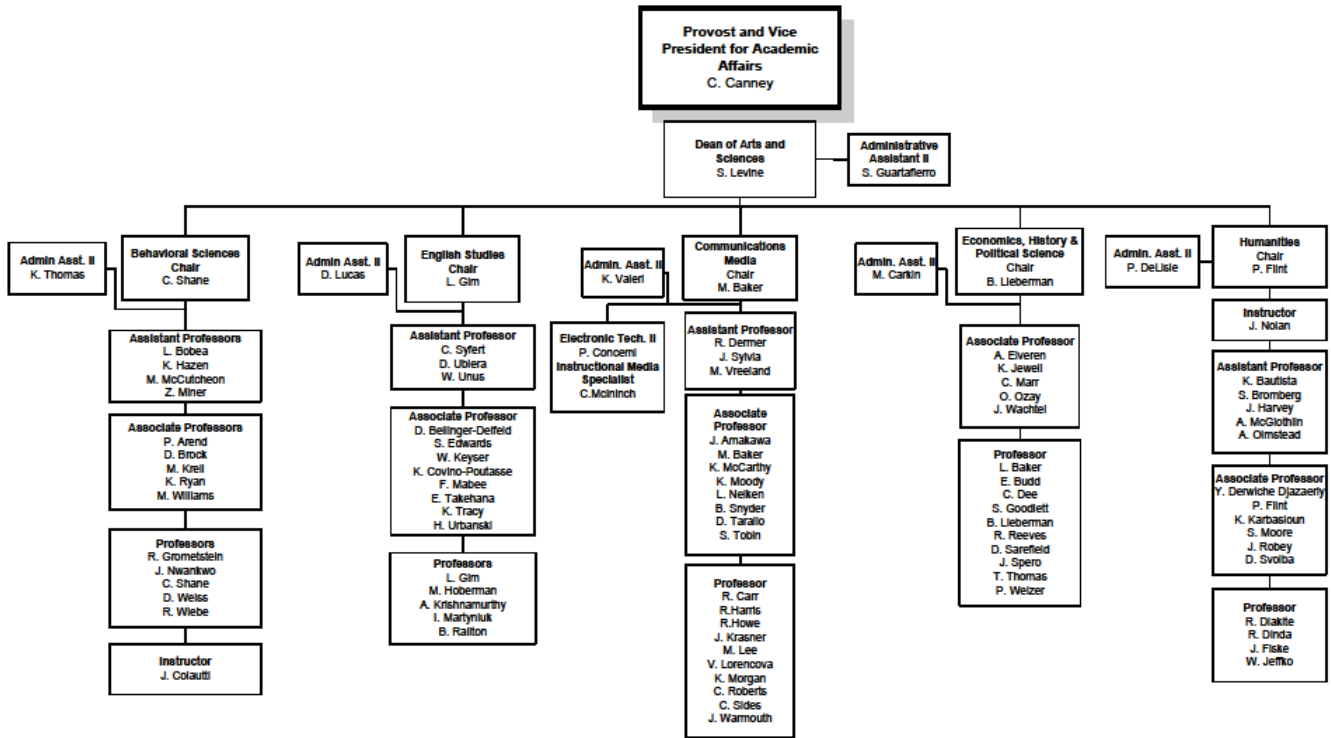 Provost and Vice
President for Academic
Affairs
C. Canney
Dean of Arts and
Sciences
S. Levine
Administrative
Assistant II
S. Guartafierro
Admin Asst. II
K. Thomas
Behavioral Sciences
Chair
C. Shane
Assistant Professors
L. Bobea
K. Hazen
M. McCutcheon
Z. Miner
Associate Professors
P. Arend
D. Brock
M. Krell
K. Ryan
M. Williams
Professors
R. Grometstein
J. Nwankwo
C. Shane
D. Weiss
R. Wiebe
Instructor
J. Colautti
Admin Asst. II
D. Lucas
English Studies
Chair
L. Gim
Assistant Professor
C. Syfert
D. Ubiera
W. Unus
Associate Professor
D. Bellinger-Delfeld
S. Edwards
W. Keyser
K. Covino-Poutasse
F. Mabee
E. Takehana
K. Tracy
H. Urbanski
Professors
L. Gim
M. Hoberman
A. Krishnamurthy
I. Martyniuk
B. Railton
Admin. Asst. II
K. Valeri
Communications
Media
Chair
M. Baker
Electronic Tech. II
P. Concemi
Instructional Media
Specialist
C.McIninch
Assistant Professor
R. Dermer
J. Sylvia
M. Vreeland
Associate
Professor
J. Amakawa
M. Baker
K. McCarthy
K. Moody
L. Neiken
B. Snyder
D. Tarallo
S. Tobin
Professor
R. Carr
R.Harris
R.Howe
J. Krasner
M. Lee
V. Lorencova
K. Morgan
C. Roberts
C. Sides
J. Warmouth
Admin. Asst. II
M. Carkin
Economics, History &
Political Science
Chair
B. Lieberman
Associate Professor
A. Elveren
K. Jewell
C. Marr
O. Ozay
J. Wachtel
Professor
L. Baker
E. Budd
C. Dee
S. Goodlett
B. Lieberman
R. Reeves
D. Sarefield
J. Spero
T. Thomas
P. Weizer
Admin. Asst. II
P. DeLisle
Humanities
Chair
P. Flint
Instructor
J. Nolan
Assistant Professor
K. Bautista
S. Bromberg
J. Harvey
A. McGlothlin
A. Olmstead
Associate Professor
Y. Derwiche Djazaerly
P. Flint
K. Karbasioun
S. Moore
J. Robey
D. Svolba
Professor
R. Diakite
R. Dinda
J. Fiske
W. Jeffko